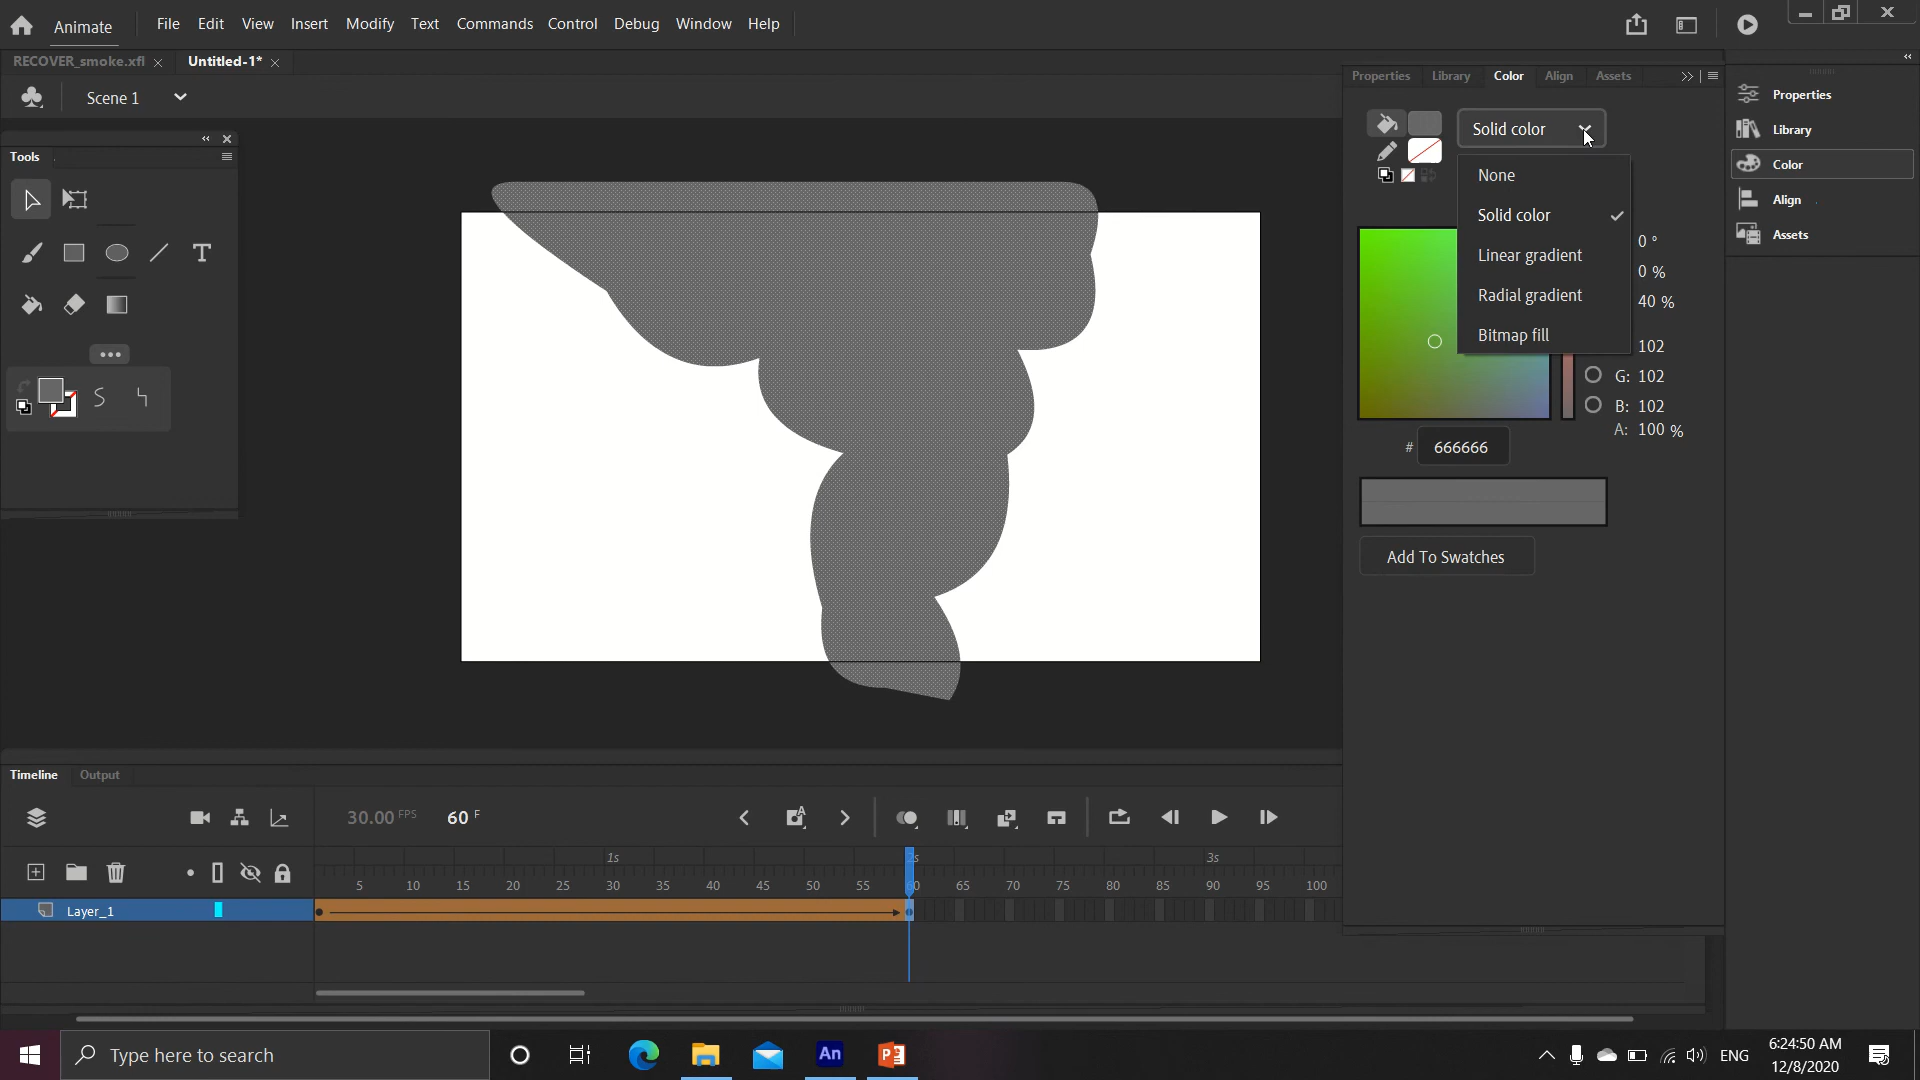 Animate File Edit View Insert Modify Text Commands Control Debug Window Help
RECOVER_smoke.xfl Untitled-1*
Scene 1
Tools
T
Properties Library Color Align Assets
Solid color
None
Solid color
Linear gradient
Radial gradient
Bitmap fill
0 °
0 %
40 %
102
G: 102
B: 102
A: 100 %
# 666666
Add To Swatches
Properties
Library
Color
Align
Assets
Timeline Output
30.00 FPS 60 F
1s 2s 3s
5 10 15 20 25 30 35 40 45 50 55 60 65 70 75 80 85 90 95 100
Layer_1
Type here to search
An
P
ENG
6:24:50 AM
12/8/2020